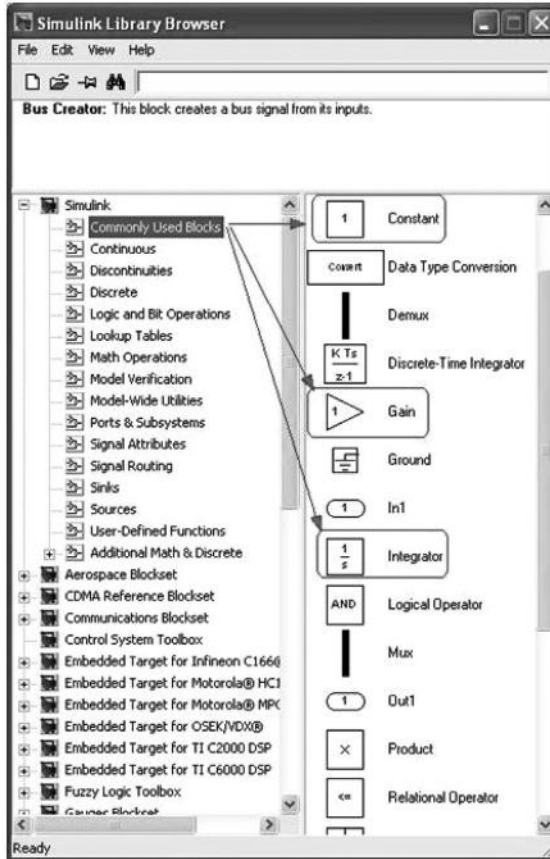 Simulink Library Browser
File Edit View Help
Bus Creator: This block creates a bus signal from its inputs.
Simulink
Commonly Used Blocks
Continuous
Discontinuities
Discrete
Logic and Bit Operations
Lookup Tables
Math Operations
Model Verification
Model-Wide Utilities
Ports & Subsystems
Signal Attributes
Signal Routing
Sinks
Sources
User-Defined Functions
Additional Math & Discrete
Aerospace Blockset
CDMA Reference Blockset
Communications Blockset
Control System Toolbox
Embedded Target for Infineon C166
Embedded Target for Motorola® HC1
Embedded Target for Motorola® MPC
Embedded Target for OSEK/VDX®
Embedded Target for TI C2000 DSP
Embedded Target for TI C6000 DSP
Fuzzy Logic Toolbox
Gauges Blockset
1 Constant
Convert Data Type Conversion
Demux
K Ts
z-1
Discrete-Time Integrator
1 Gain
Ground
1 In1
1
s
Integrator
AND Logical Operator
Mux
1 Out1
× Product
<= Relational Operator
Ready